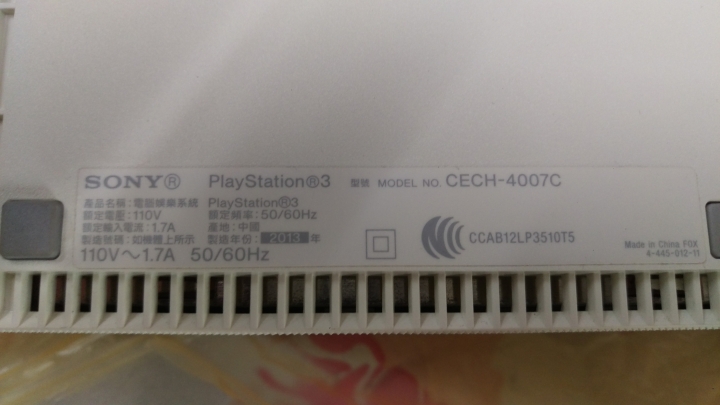 SONY® PlayStation®3 型號 MODEL NO. CECH-4007C
產品名稱:電腦娛樂系統 PlayStation®3
額定電壓:110V 額定頻率:50/60Hz
額定輸入電流:1.7A 產地:中國
製造號碼:如機體上所示 製造年份: 2013 年
110V～1.7A 50/60Hz
CCAB12LP3510T5
Made in China FOX
4-445-912-11